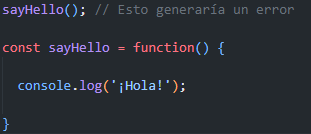 sayHello(); // Esto generaría un error
const sayHello = function() {
console.log('¡Hola!');
}